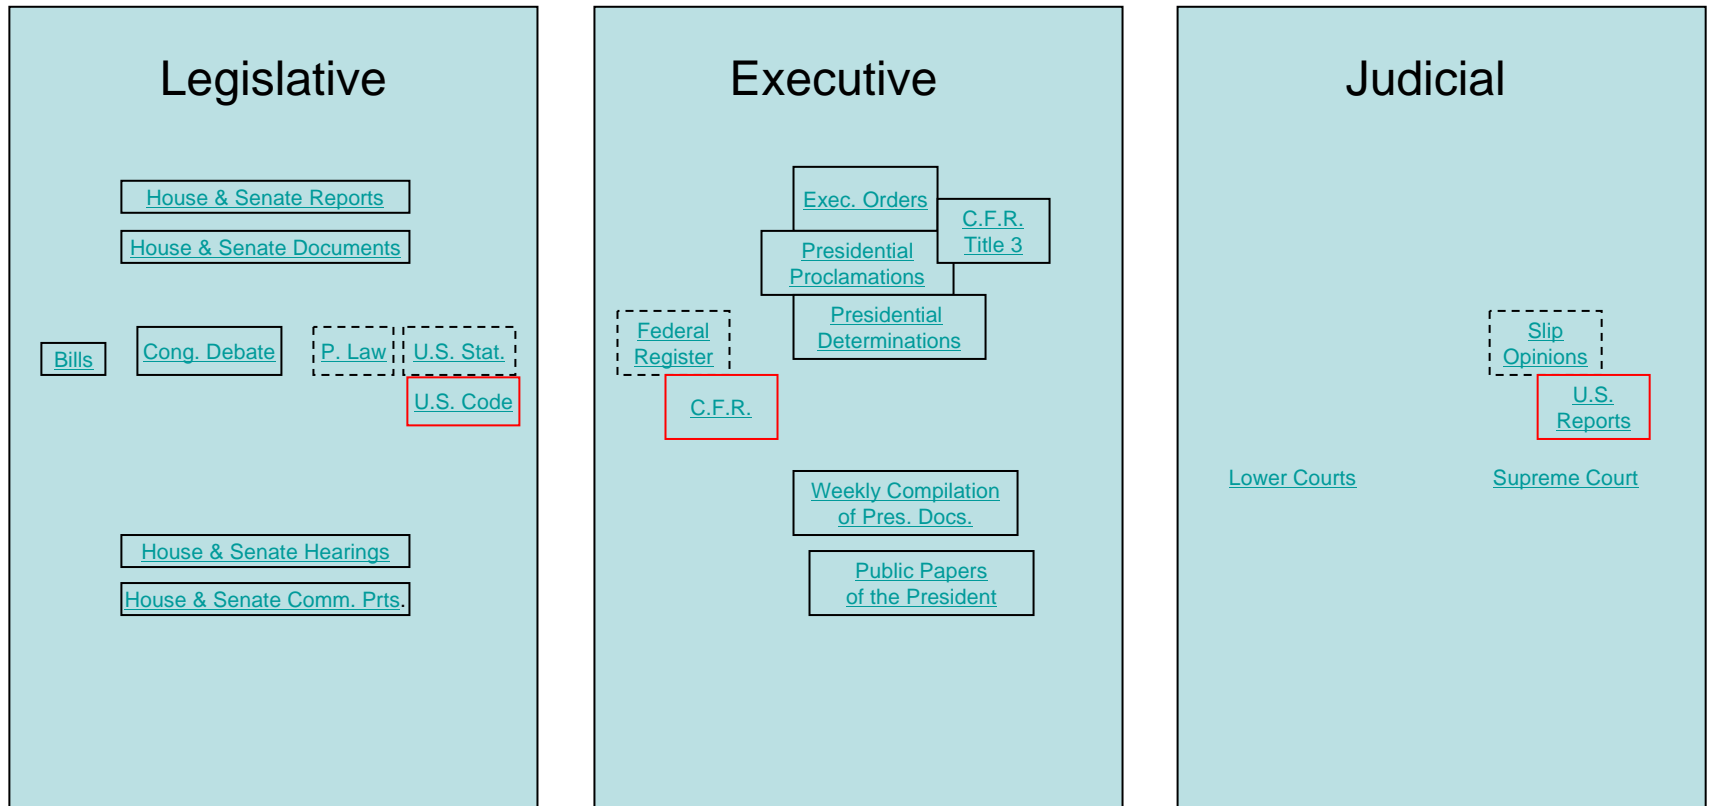 Legislative
House & Senate Reports
House & Senate Documents
Bills
Cong. Debate
P. Law
U.S. Stat.
U.S. Code
House & Senate Hearings
House & Senate Comm. Prts.
Executive
Exec. Orders
C.F.R.
Title 3
Presidential
Proclamations
Presidential
Determinations
Federal
Register
C.F.R.
Weekly Compilation
of Pres. Docs.
Public Papers
of the President
Judicial
Slip
Opinions
U.S.
Reports
Lower Courts
Supreme Court